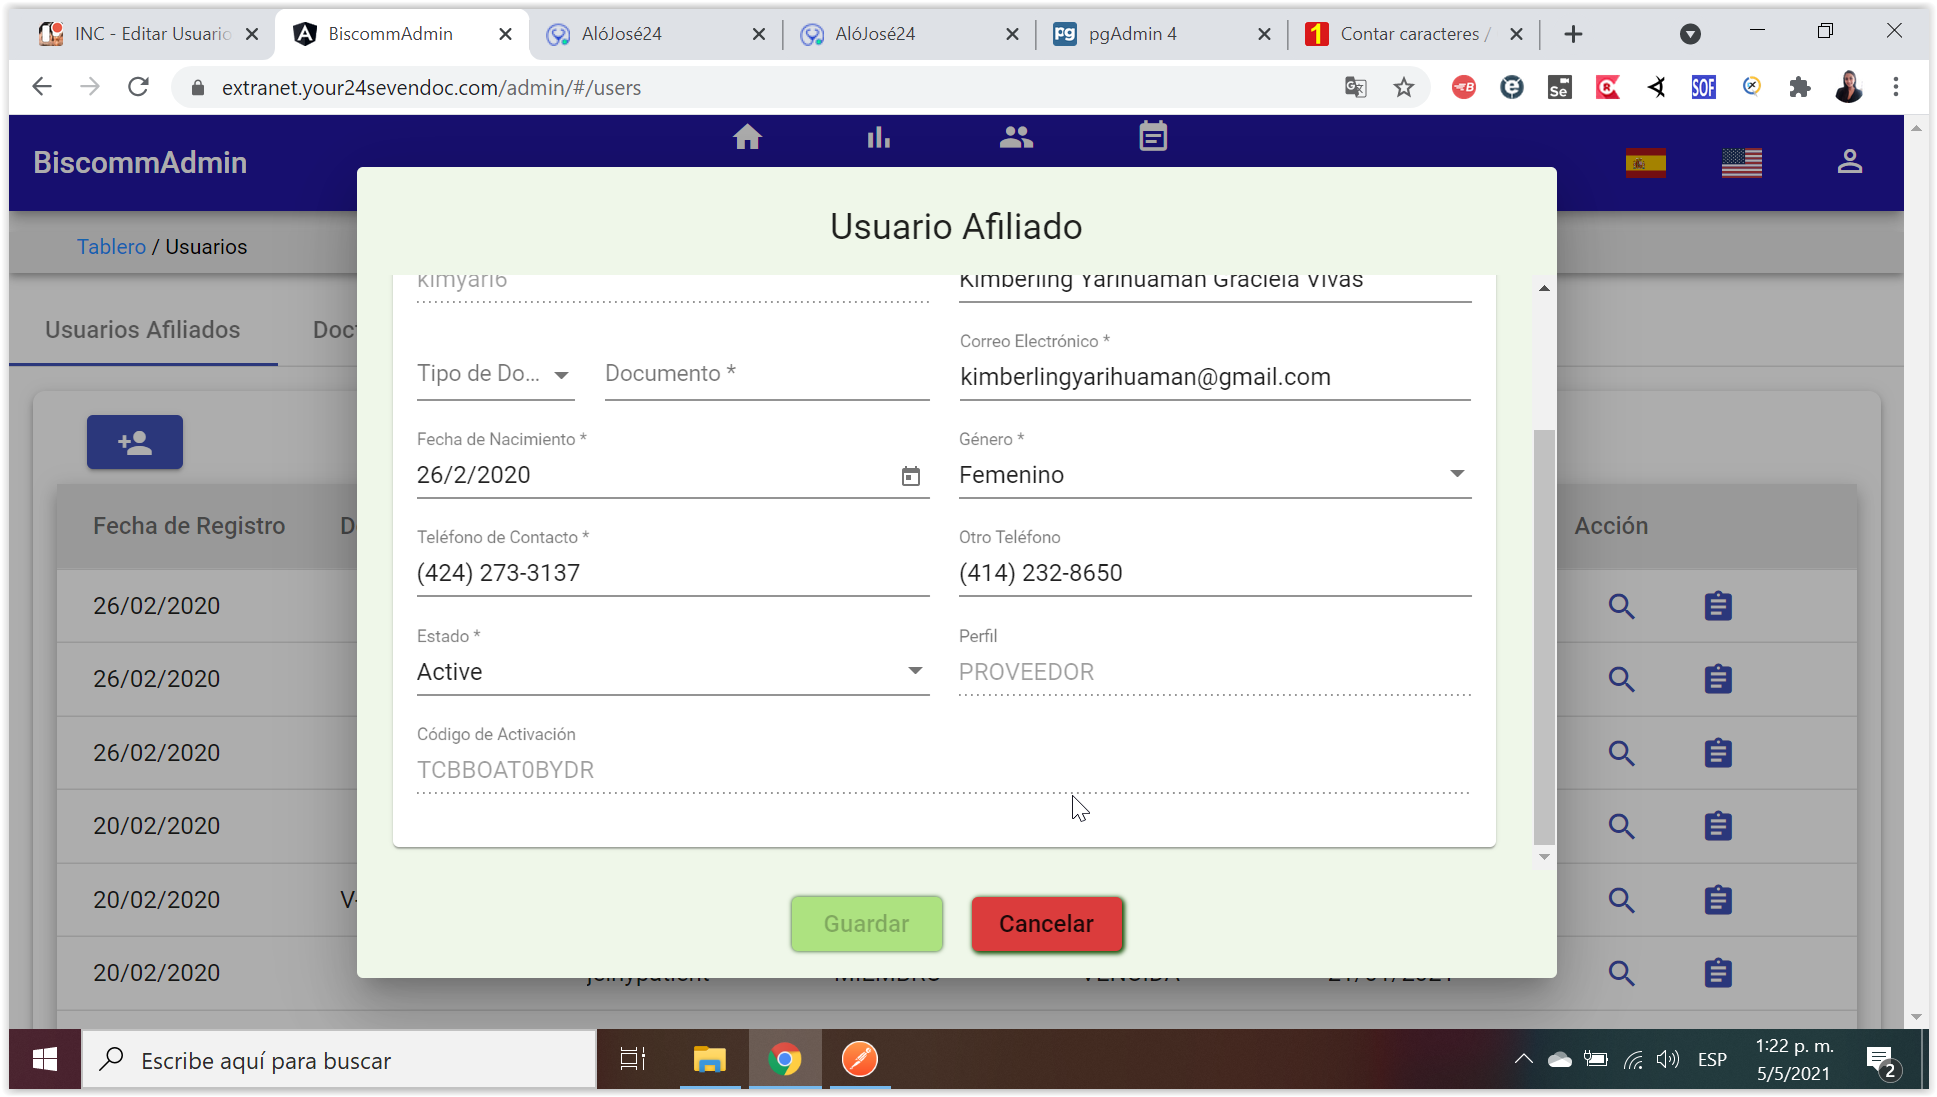 INC - Editar Usuario
BiscommAdmin
AlóJosé24
AlóJosé24
pgAdmin 4
Contar caracteres /
extranet.your24sevendoc.com/admin/#/users
BiscommAdmin
Tablero / Usuarios
Usuario Afiliado
Usuarios Afiliados
kimyari6
Kimberling Yarihuaman Graciela Vivas
Tipo de Do...
Documento *
Correo Electrónico *
kimberlingyarihuaman@gmail.com
Fecha de Nacimiento *
26/2/2020
Género *
Femenino
Teléfono de Contacto *
(424) 273-3137
Otro Teléfono
(414) 232-8650
Estado *
Active
Perfil
PROVEEDOR
Código de Activación
TCBBOAT0BYDR
Guardar
Cancelar
Fecha de Registro
Acción
26/02/2020
26/02/2020
26/02/2020
20/02/2020
20/02/2020
V-
20/02/2020
Escribe aquí para buscar
ESP
1:22 p. m.
5/5/2021
2